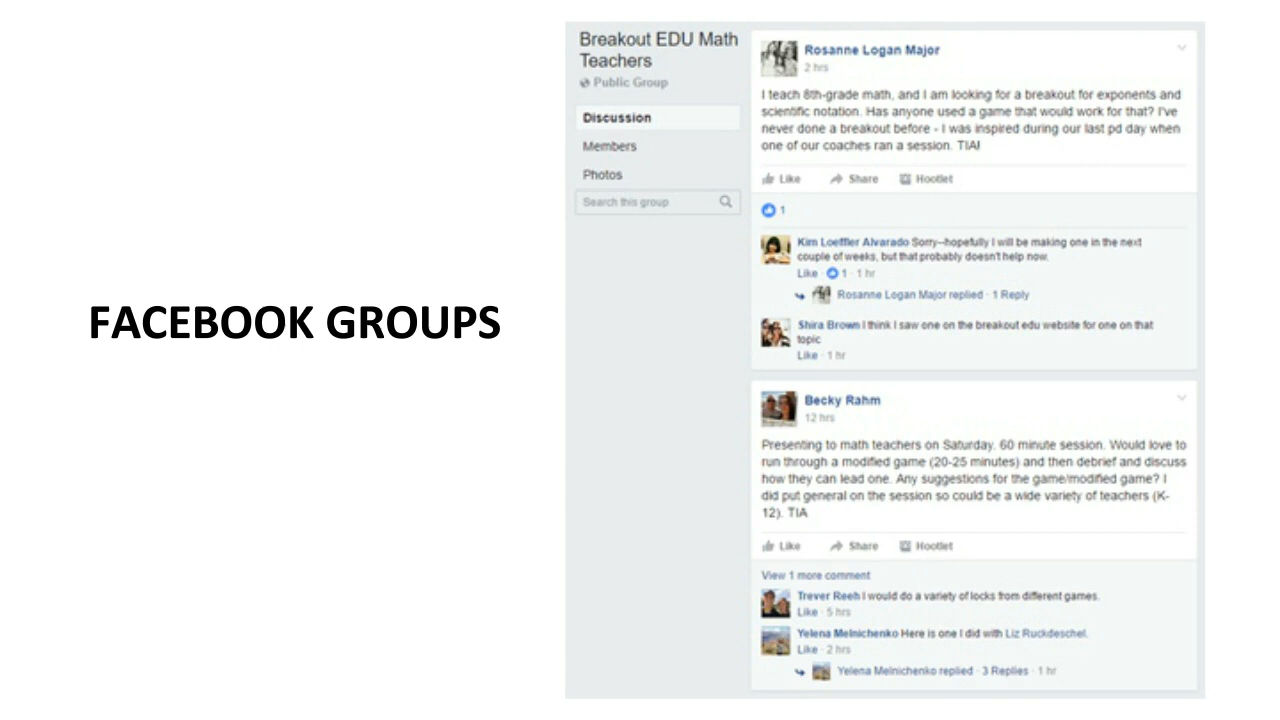 FACEBOOK GROUPS
Breakout EDU Math
Teachers
Public Group
Discussion
Members
Photos
Search this group
Rosanne Logan Major
2 hrs
I teach 8th-grade math, and I am looking for a breakout for exponents and
scientific notation. Has anyone used a game that would work for that? I've
never done a breakout before - I was inspired during our last pd day when
one of our coaches ran a session. TIA!
Like Share Hootlet
1
Kim Loeffler Alvarado Sorry--hopefully I will be making one in the next
couple of weeks, but that probably doesn't help now.
Like · 1 · 1 hr
Rosanne Logan Major replied · 1 Reply
Shira Brown I think I saw one on the breakout edu website for one on that
topic
Like · 1 hr
Becky Rahm
12 hrs
Presenting to math teachers on Saturday. 60 minute session. Would love to
run through a modified game (20-25 minutes) and then debrief and discuss
how they can lead one. Any suggestions for the game/modified game? I
did put general on the session so could be a wide variety of teachers (K-
12). TIA
Like Share Hootlet
View 1 more comment
Trever Reeh I would do a variety of locks from different games.
Like · 5 hrs
Yelena Melnichenko Here is one I did with Liz Ruckdeschel.
Like · 2 hrs
Yelena Melnichenko replied · 3 Replies · 1 hr